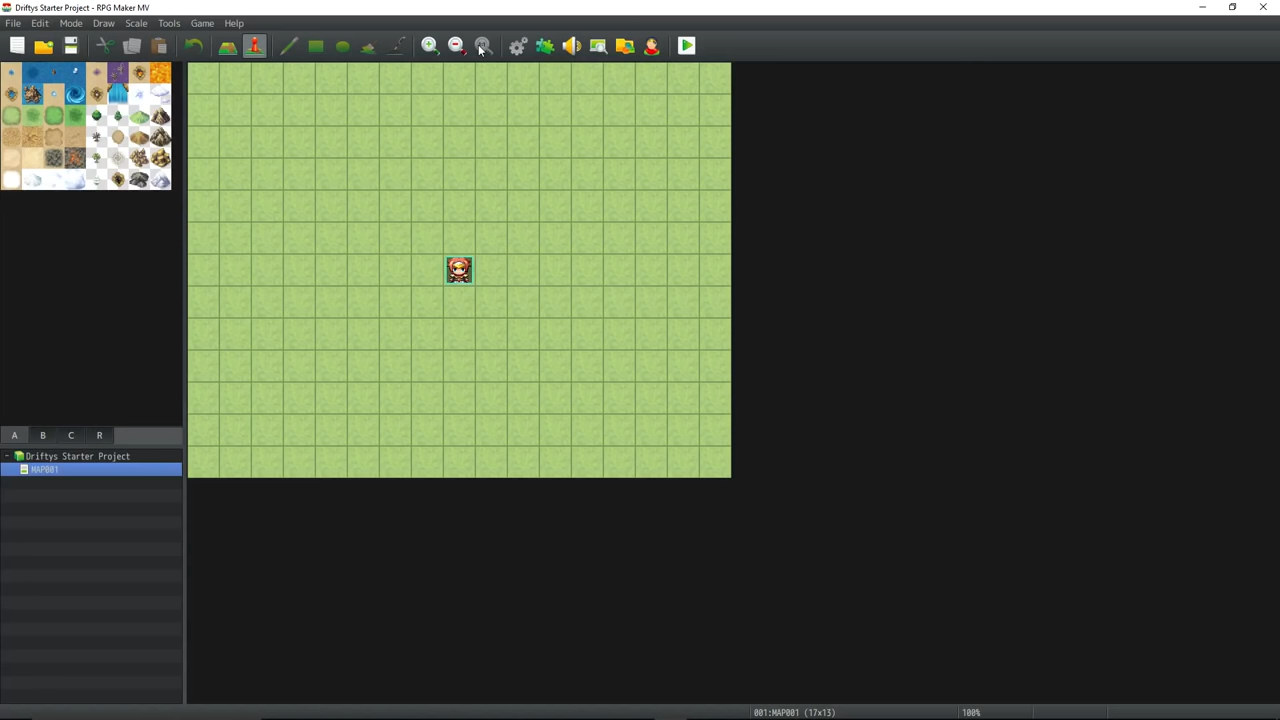 Driftys Starter Project - RPG Maker MV
File Edit Mode Draw Scale Tools Game Help
A B C R
Driftys Starter Project
MAP001
001:MAP001 (17x13) 100%